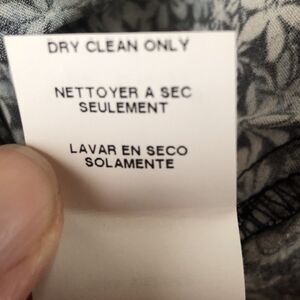 DRY CLEAN ONLY
NETTOYER A SEC
SEULEMENT
LAVAR EN SECO
SOLAMENTE